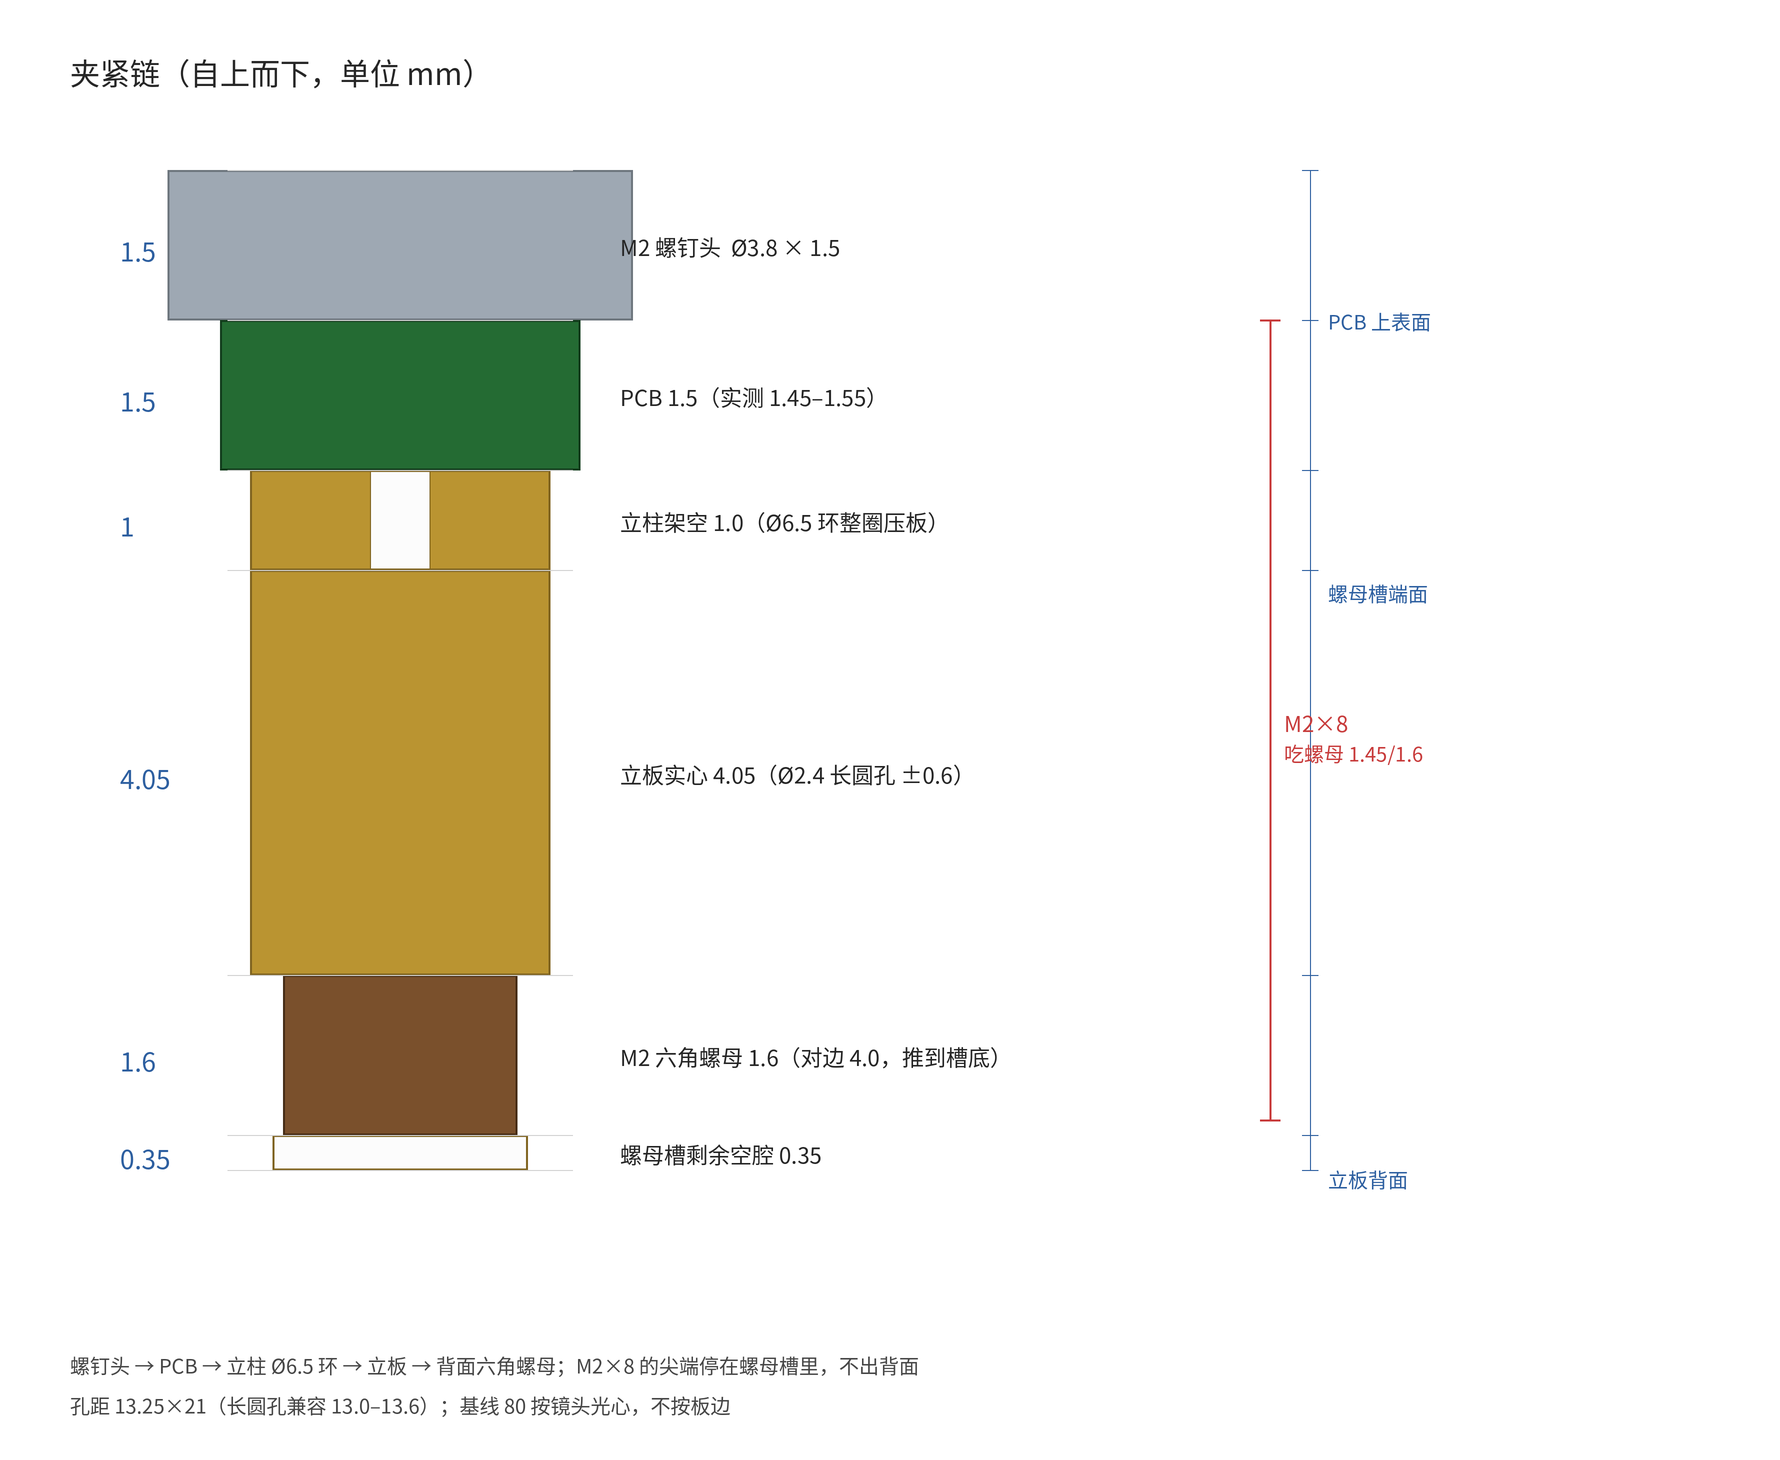 夹紧链（自上而下，单位 mm）
1.5
M2 螺钉头 Ø3.8 × 1.5
PCB 上表面
1.5
PCB 1.5（实测 1.45–1.55）
1
立柱架空 1.0（Ø6.5 环整圈压板）
螺母槽端面
M2×8
吃螺母 1.45/1.6
4.05
立板实心 4.05（Ø2.4 长圆孔 ±0.6）
1.6
M2 六角螺母 1.6（对边 4.0，推到槽底）
0.35
螺母槽剩余空腔 0.35
立板背面
螺钉头 → PCB → 立柱 Ø6.5 环 → 立板 → 背面六角螺母；M2×8 的尖端停在螺母槽里，不出背面
孔距 13.25×21（长圆孔兼容 13.0–13.6）；基线 80 按镜头光心，不按板边